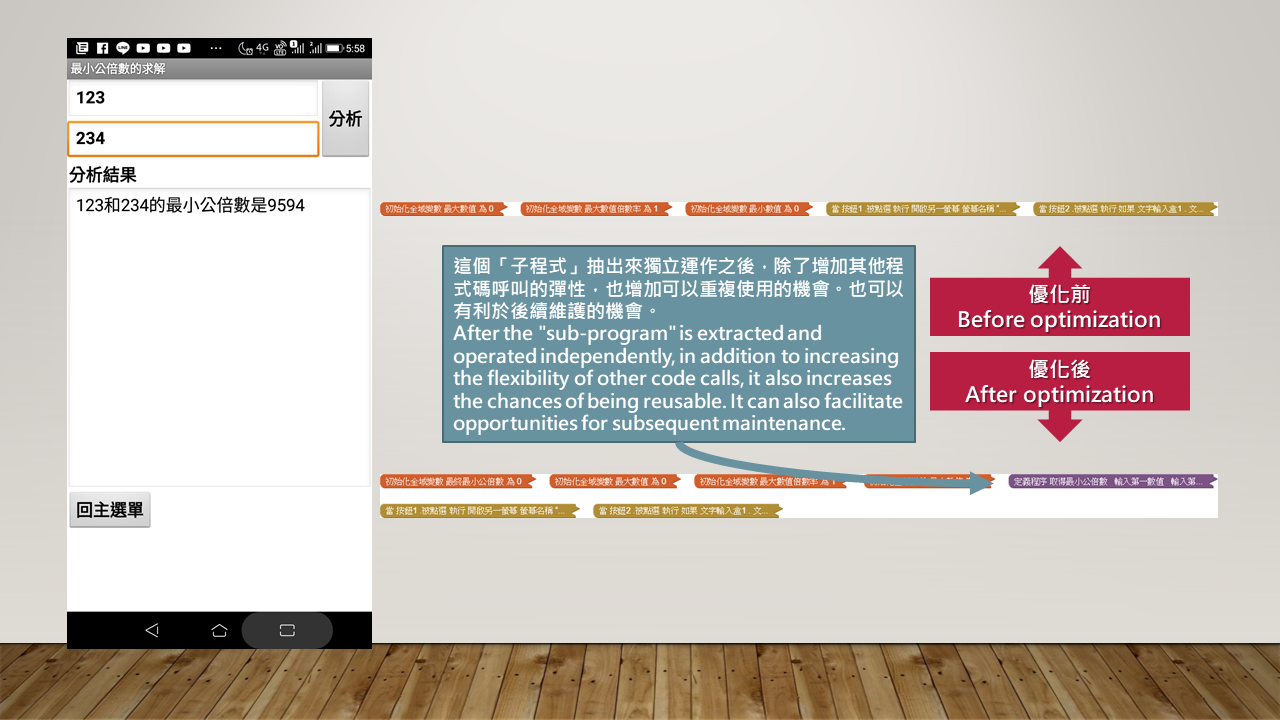 4G 5:58
最小公倍數的求解
123
234
分析
分析結果
123和234的最小公倍數是9594
回主選單
初始化全域變數 最大數值 為 0
初始化全域變數 最大數值倍數率 為 1
初始化全域變數 最小數值 為 0
當 按鈕1 .被點選 執行 開啟另一螢幕 螢幕名稱 "...
當 按鈕2 .被點選 執行 如果 文字輸入盒1 . 文...
這個「子程式」抽出來獨立運作之後，除了增加其他程
式碼呼叫的彈性，也增加可以重複使用的機會。也可以
有利於後續維護的機會。
After the "sub-program" is extracted and
operated independently, in addition to increasing
the flexibility of other code calls, it also increases
the chances of being reusable. It can also facilitate
opportunities for subsequent maintenance.
優化前
Before optimization
優化後
After optimization
初始化全域變數 最終最小公倍數 為 0
初始化全域變數 最大數值 為 0
初始化全域變數 最大數值倍數率 為 1
定義程序 取得最小公倍數 輸入第一數值 輸入第...
當 按鈕1 .被點選 執行 開啟另一螢幕 螢幕名稱 "...
當 按鈕2 .被點選 執行 如果 文字輸入盒1 . 文...